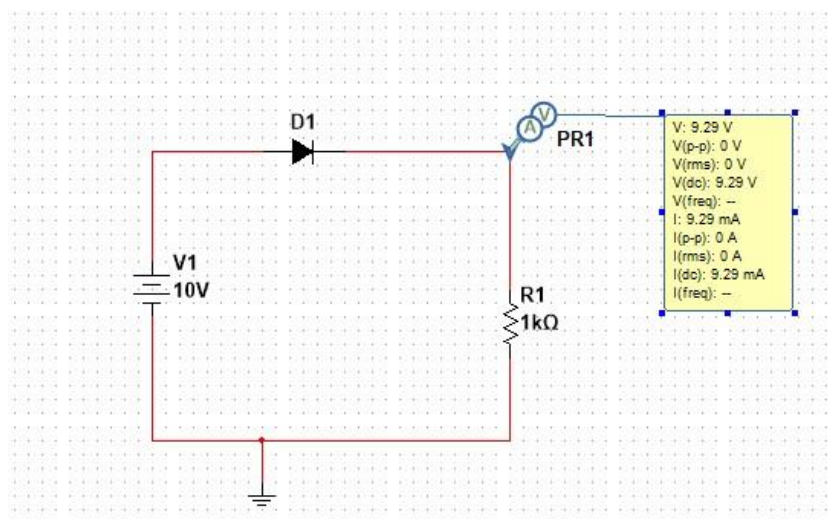 D1
PR1
V: 9.29 V
V(p-p): 0 V
V(rms): 0 V
V(dc): 9.29 V
V(freq): --
I: 9.29 mA
I(p-p): 0 A
I(rms): 0 A
I(dc): 9.29 mA
I(freq): --
V
A
V1
10V
R1
1kΩ